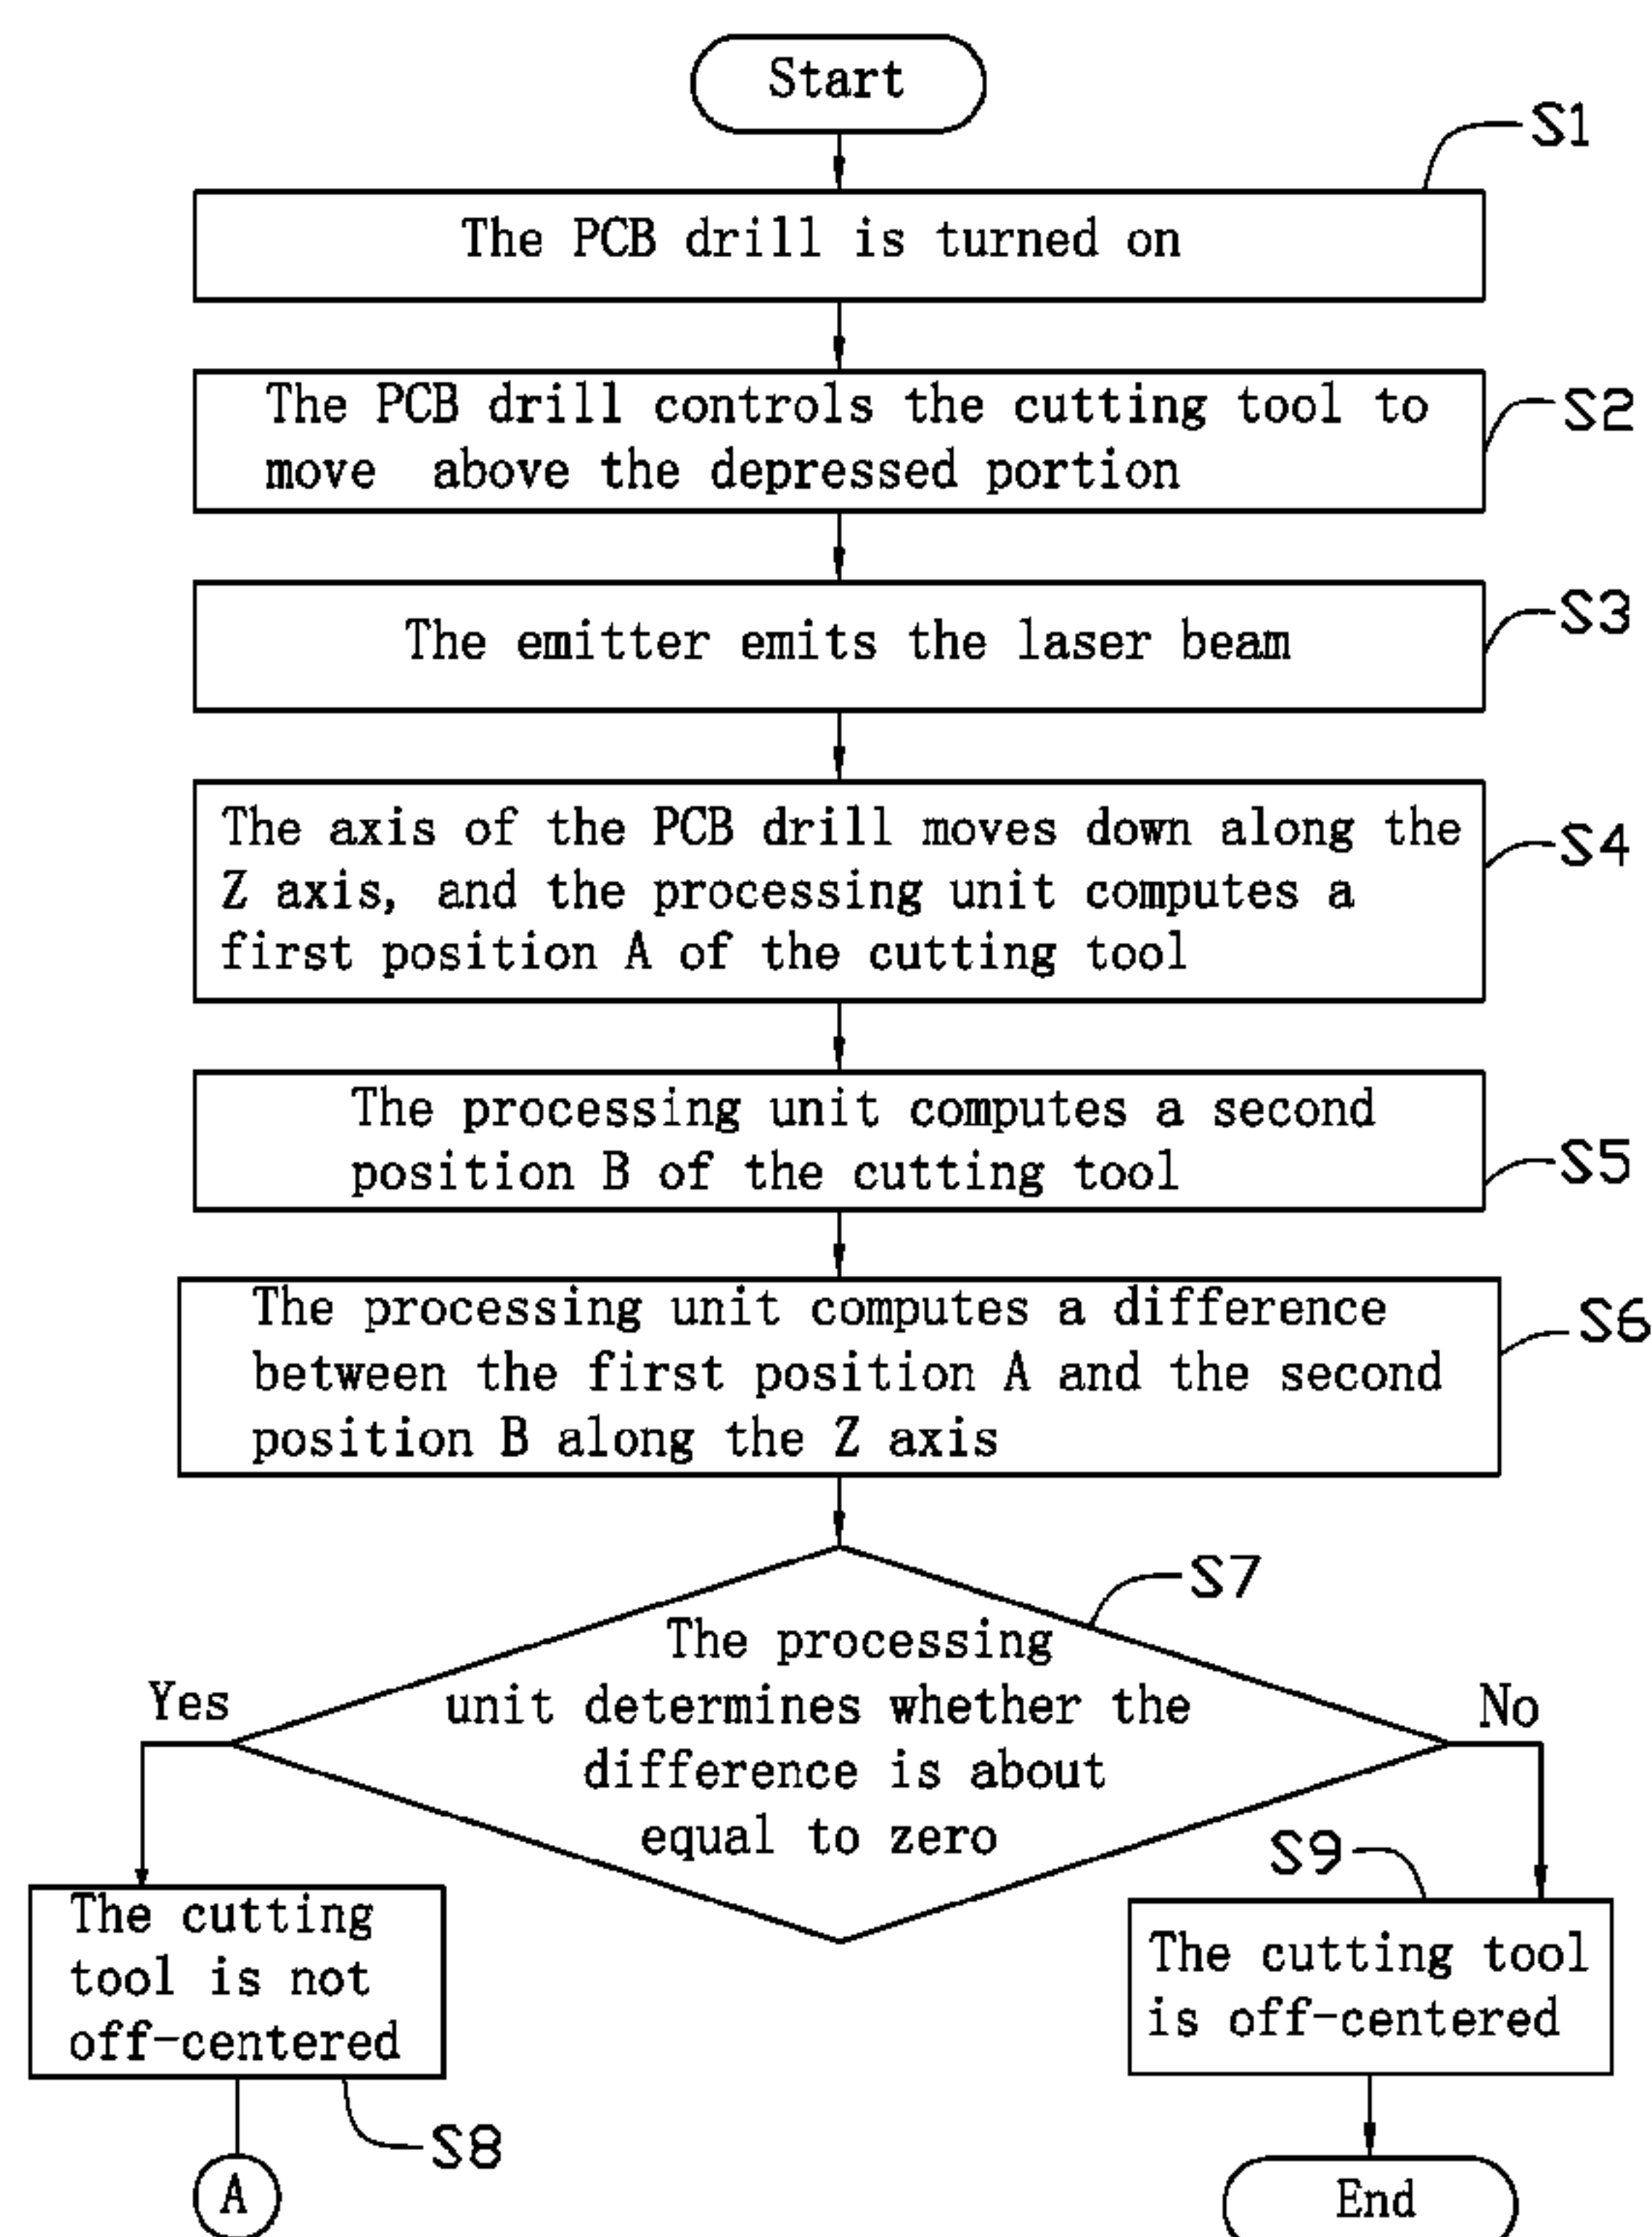 Start
S1
The PCB drill is turned on
The PCB drill controls the cutting tool to
move above the depressed portion
S2
The emitter emits the laser beam
S3
The axis of the PCB drill moves down along the
Z axis, and the processing unit computes a
first position A of the cutting tool
S4
The processing unit computes a second
position B of the cutting tool
S5
The processing unit computes a difference
between the first position A and the second
position B along the Z axis
S6
S7
The processing
unit determines whether the
difference is about
equal to zero
Yes
No
The cutting
tool is not
off-centered
S8
A
S9
The cutting tool
is off-centered
End